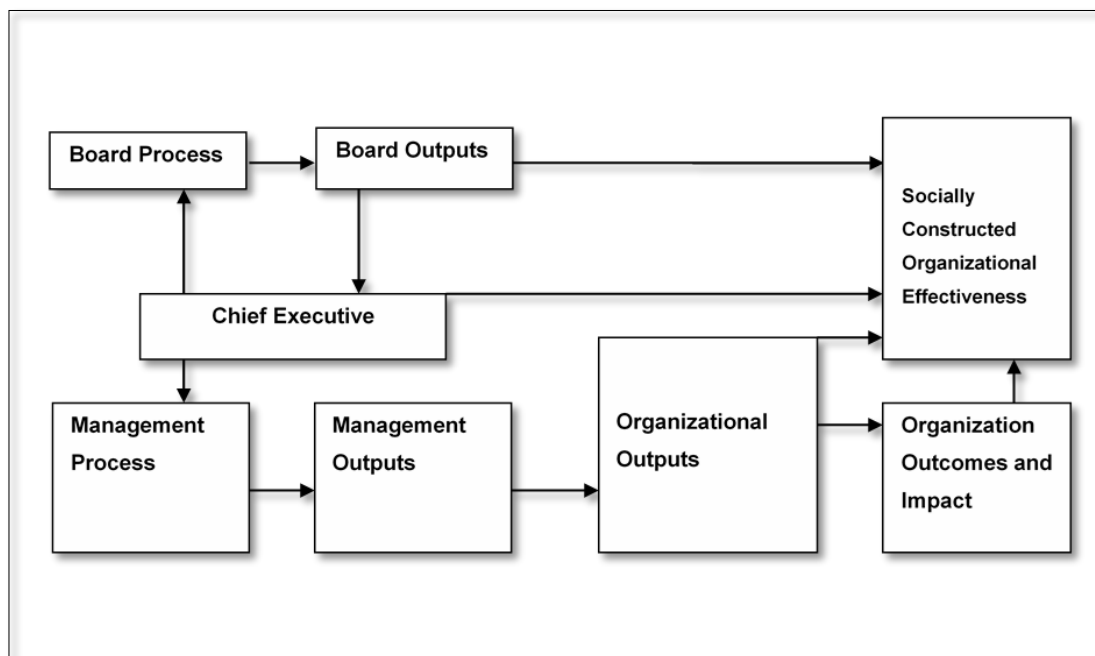 Board Process
Board Outputs
Socially
Constructed
Organizational
Effectiveness
Chief Executive
Management
Process
Management
Outputs
Organizational
Outputs
Organization
Outcomes and
Impact